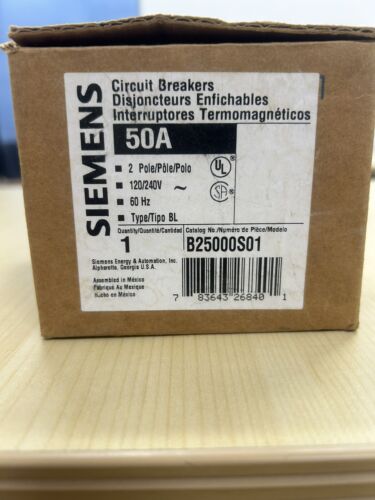 SIEMENS
Circuit Breakers
Disjoncteurs Enfichables
Interruptores Termomagnéticos
50A
2 Pole/Pôle/Polo
120/240V ~
60 Hz
Type/Tipo BL
UL ®
SA ®
Quantity/Quantité/Cantidad
1
Catalog No./Numéro de Pièce/Modelo
B25000S01
Siemens Energy & Automation, Inc.
Alpharetta, Georgia U.S.A.
Assembled in México
Fabriqué Au Mexique
Hecho en México
7 83643 26840 1